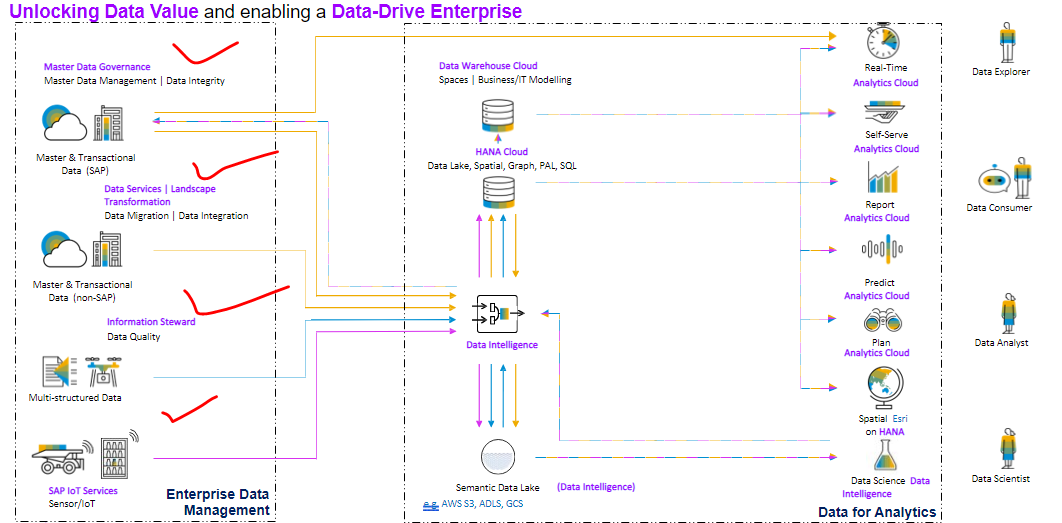 Unlocking Data Value and enabling a Data-Drive Enterprise
Master Data Governance
Master Data Management | Data Integrity
Master & Transactional
Data (SAP)
Data Services | Landscape
Transformation
Data Migration | Data Integration
Master & Transactional
Data (non-SAP)
Information Steward
Data Quality
Multi-structured Data
SAP IoT Services
Sensor/IoT
Enterprise Data
Management
Data Warehouse Cloud
Spaces | Business/IT Modelling
HANA Cloud
Data Lake, Spatial, Graph, PAL, SQL
Data Intelligence
Semantic Data Lake
(Data Intelligence)
AWS S3, ADLS, GCS
Real-Time
Analytics Cloud
Self-Serve
Analytics Cloud
Report
Analytics Cloud
Predict
Analytics Cloud
Plan
Analytics Cloud
Spatial Esri
on HANA
Data Science Data
Intelligence
Data for Analytics
Data Explorer
Data Consumer
Data Analyst
Data Scientist